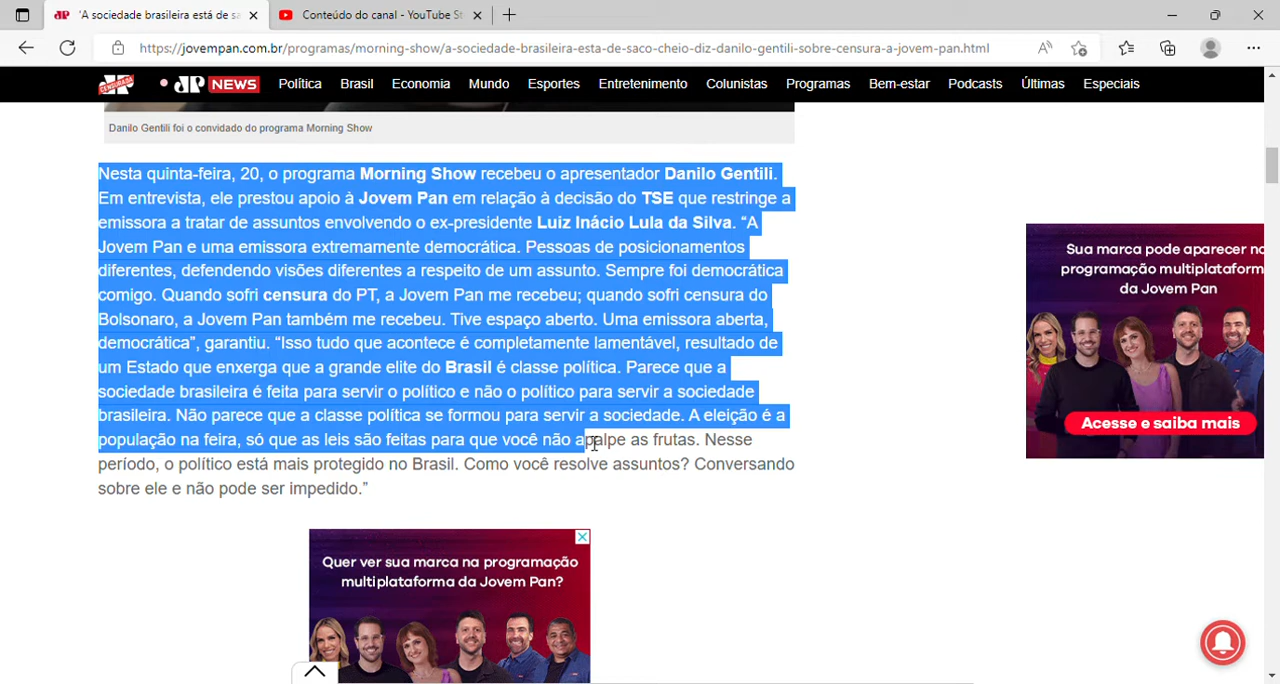 'A sociedade brasileira está de sa
Conteúdo do canal - YouTube St
https://jovempan.com.br/programas/morning-show/a-sociedade-brasileira-esta-de-saco-cheio-diz-danilo-gentili-sobre-censura-a-jovem-pan.html
CENSURADA JP NEWS Política Brasil Economia Mundo Esportes Entretenimento Colunistas Programas Bem-estar Podcasts Últimas Especiais
Danilo Gentili foi o convidado do programa Morning Show
Nesta quinta-feira, 20, o programa Morning Show recebeu o apresentador Danilo Gentili.
Em entrevista, ele prestou apoio à Jovem Pan em relação á decisão do TSE que restringe a
emissora a tratar de assuntos envolvendo o ex-presidente Luiz Inácio Lula da Silva. “A
Jovem Pan e uma emissora extremamente democrática. Pessoas de posicionamentos
diferentes, defendendo visões diferentes a respeito de um assunto. Sempre foi democrática
comigo. Quando sofri censura do PT, a Jovem Pan me recebeu; quando sofri censura do
Bolsonaro, a Jovem Pan também me recebeu. Tive espaço aberto. Uma emissora aberta,
democrática”, garantiu. “Isso tudo que acontece é completamente lamentável, resultado de
um Estado que enxerga que a grande elite do Brasil é classe política. Parece que a
sociedade brasileira é feita para servir o político e não o político para servir a sociedade
brasileira. Não parece que a classe política se formou para servir a sociedade. A eleição é a
população na feira, só que as leis são feitas para que você não apalpe as frutas. Nesse
período, o político está mais protegido no Brasil. Como você resolve assuntos? Conversando
sobre ele e não pode ser impedido.”
Sua marca pode aparecer na
programação multiplataform
da Jovem Pan
Acesse e saiba mais
Quer ver sua marca na programação
multiplataforma da Jovem Pan?